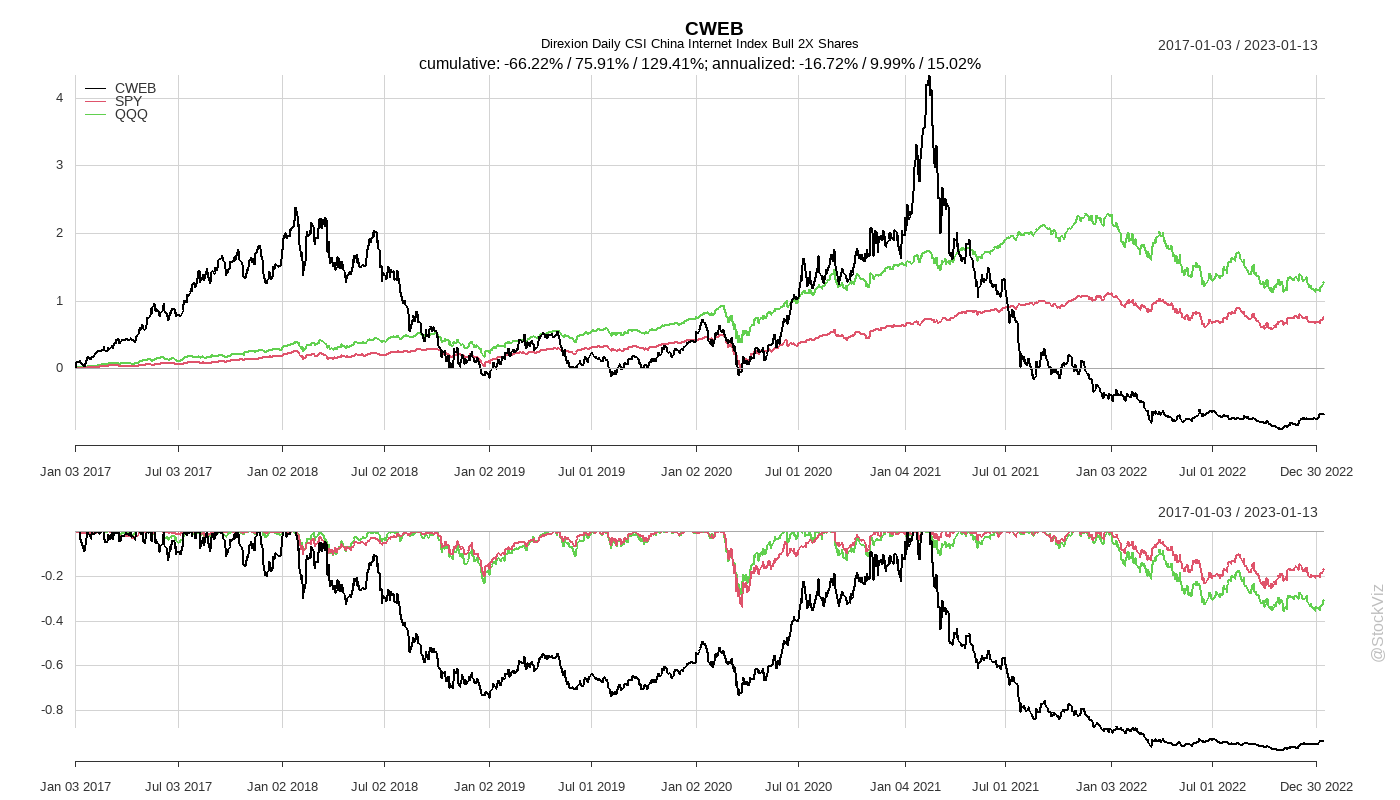 CWEB
Direxion Daily CSI China Internet Index Bull 2X Shares
2017-01-03 / 2023-01-13
cumulative: -66.22% / 75.91% / 129.41%; annualized: -16.72% / 9.99% / 15.02%
CWEB
SPY
QQQ
4
3
2
1
0
Jan 03 2017 Jul 03 2017 Jan 02 2018 Jul 02 2018 Jan 02 2019 Jul 01 2019 Jan 02 2020 Jul 01 2020 Jan 04 2021 Jul 01 2021 Jan 03 2022 Jul 01 2022 Dec 30 2022
2017-01-03 / 2023-01-13
-0.2
-0.4
-0.6
-0.8
Jan 03 2017 Jul 03 2017 Jan 02 2018 Jul 02 2018 Jan 02 2019 Jul 01 2019 Jan 02 2020 Jul 01 2020 Jan 04 2021 Jul 01 2021 Jan 03 2022 Jul 01 2022 Dec 30 2022
@StockViz